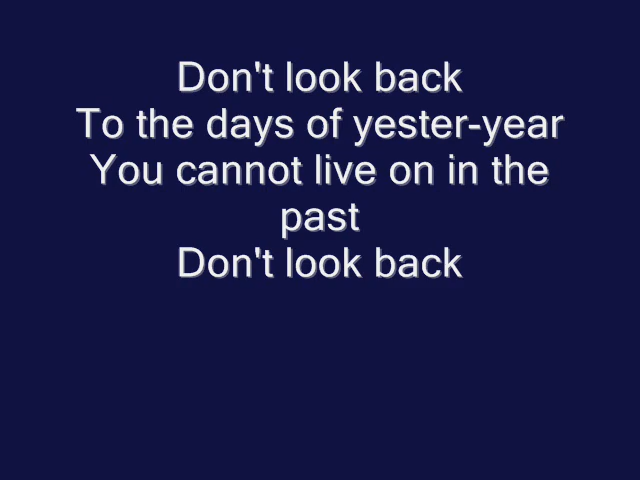 Don't look back
To the days of yester-year
You cannot live on in the
past
Don't look back